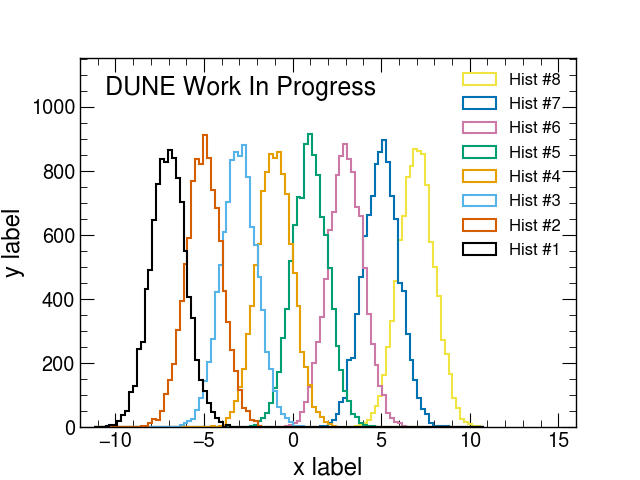 DUNE Work In Progress
Hist #8
Hist #7
Hist #6
Hist #5
Hist #4
Hist #3
Hist #2
Hist #1
y label
1000
800
600
400
200
0
−10 −5 0 5 10 15
x label